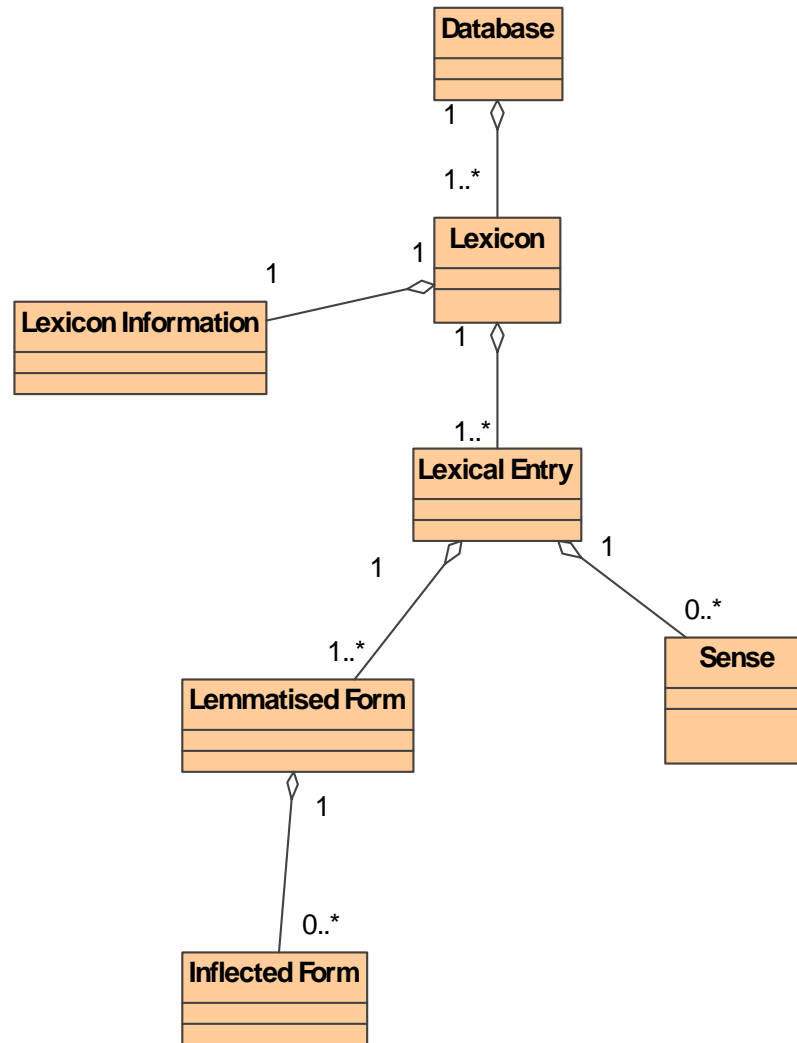 Database
1
1..*
Lexicon
1
1
Lexicon Information
1
1..*
Lexical Entry
1
1
0..*
1..*
Sense
Lemmatised Form
1
0..*
Inflected Form